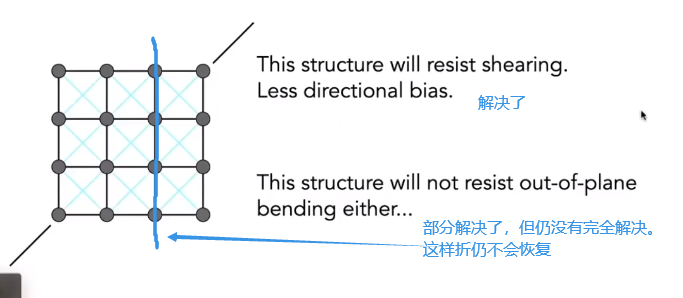 This structure will resist shearing.
Less directional bias.
解决了
This structure will not resist out-of-plane
bending either...
部分解决了，但仍没有完全解决。
这样折仍不会恢复